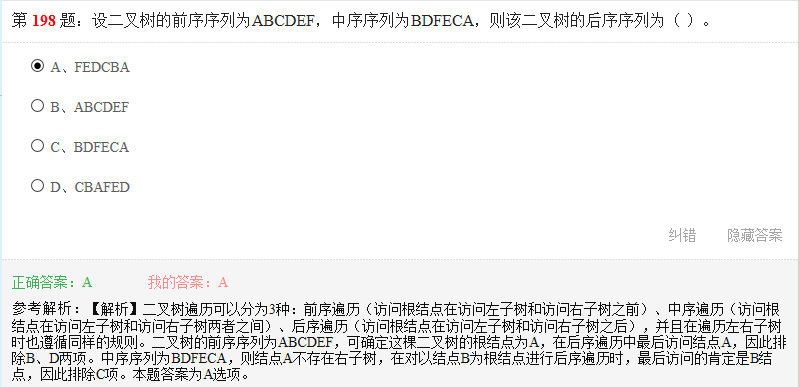 第 198 题：设二叉树的前序序列为ABCDEF，中序序列为BDFECA，则该二叉树的后序序列为（ ）。
A、FEDCBA
B、ABCDEF
C、BDFECA
D、CBAFED
纠错 隐藏答案
正确答案：A 我的答案：A
参考解析：【解析】二叉树遍历可以分为3种：前序遍历（访问根结点在访问左子树和访问右子树之前）、中序遍历（访问根
结点在访问左子树和访问右子树两者之间）、后序遍历（访问根结点在访问左子树和访问右子树之后），并且在遍历左右子树
时也遵循同样的规则。二叉树的前序序列为ABCDEF，可确定这棵二叉树的根结点为A，在后序遍历中最后访问结点A，因此排
除B、D两项。中序序列为BDFECA，则结点A不存在右子树，在对以结点B为根结点进行后序遍历时，最后访问的肯定是B结
点，因此排除C项。本题答案为A选项。